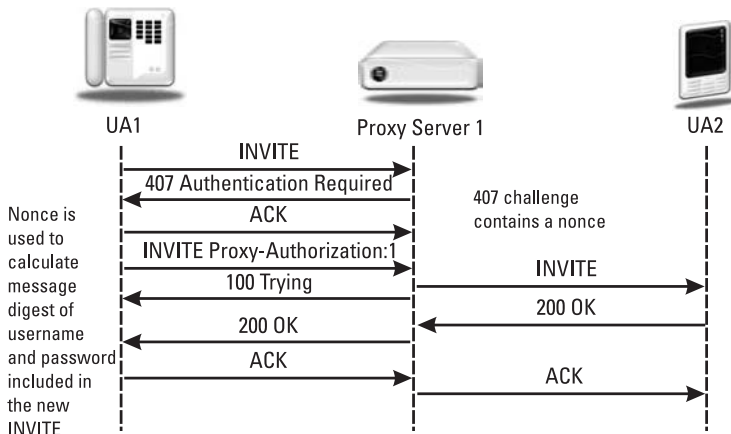 UA1
Proxy Server 1
UA2
INVITE
407 Authentication Required
407 challenge
contains a nonce
ACK
INVITE Proxy-Authorization:1
INVITE
100 Trying
200 OK
200 OK
ACK
ACK
Nonce is
used to
calculate
message
digest of
username
and password
included in
the new
INVITE